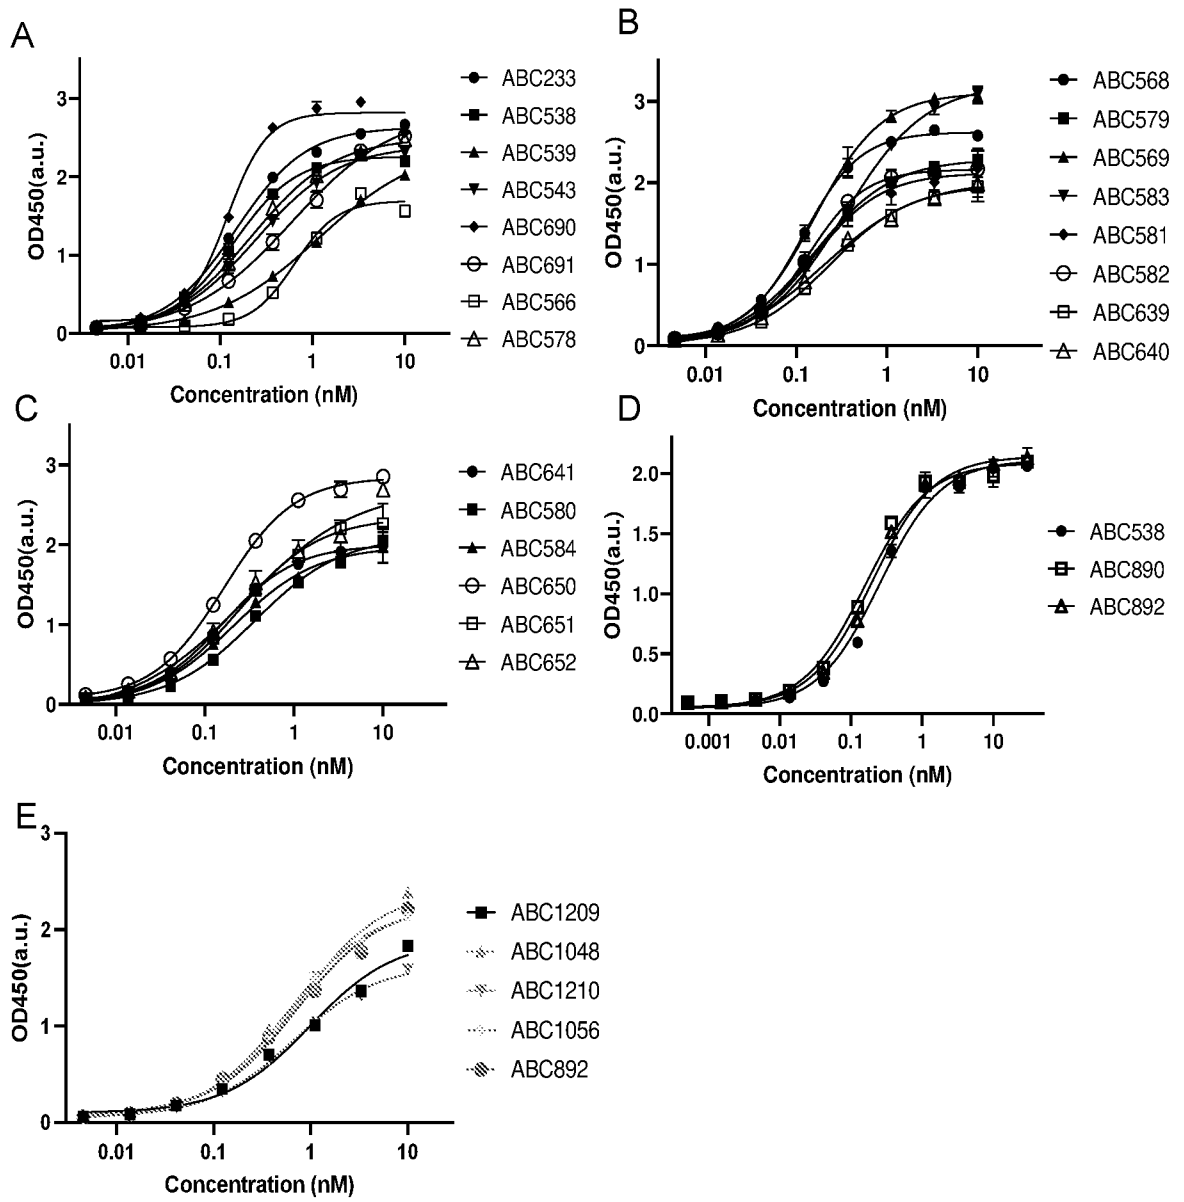 A
OD450(a.u.)
3
2
1
0
0.01 0.1 1 10
Concentration (nM)
ABC233
ABC538
ABC539
ABC543
ABC690
ABC691
ABC566
ABC578
B
OD450(a.u.)
3
2
1
0
0.01 0.1 1 10
Concentration (nM)
ABC568
ABC579
ABC569
ABC583
ABC581
ABC582
ABC639
ABC640
C
OD450(a.u.)
3
2
1
0
0.01 0.1 1 10
Concentration (nM)
ABC641
ABC580
ABC584
ABC650
ABC651
ABC652
D
OD450(a.u.)
2.0
1.5
1.0
0.5
0.0
0.001 0.01 0.1 1 10
Concentration (nM)
ABC538
ABC890
ABC892
E
OD450(a.u.)
3
2
1
0
0.01 0.1 1 10
Concentration (nM)
ABC1209
ABC1048
ABC1210
ABC1056
ABC892